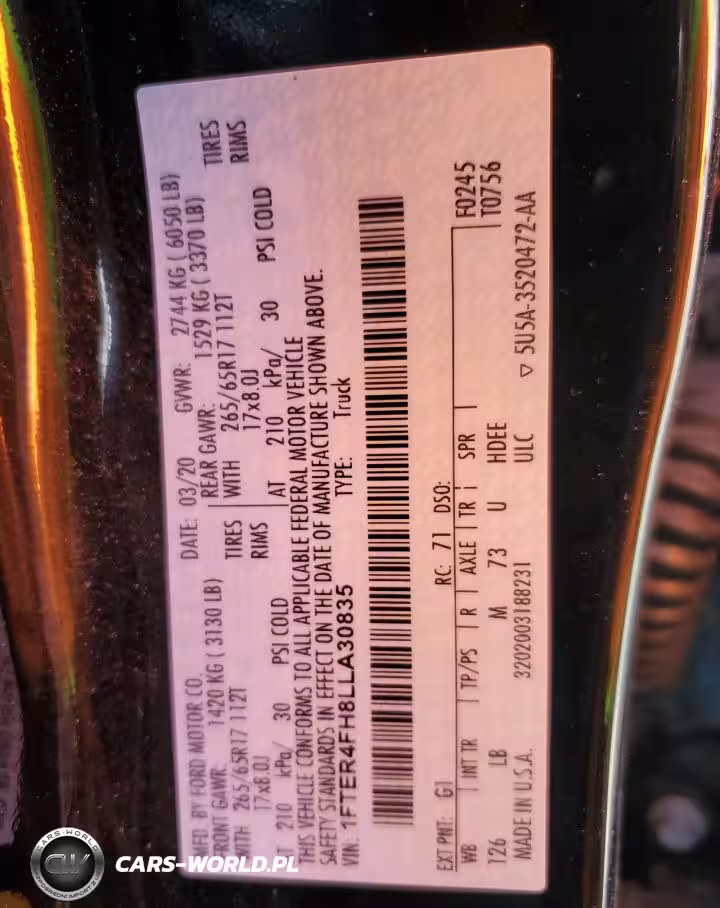 MFD. BY FORD MOTOR CO.
DATE: 03/20 GVWR: 2744 KG ( 6050 LB)
FRONT GAWR: 1420 KG ( 3130 LB)
REAR GAWR: 1529 KG ( 3370 LB)
WITH 265/65R17 112T TIRES
WITH 265/65R17 112T TIRES
17x8.0J RIMS
17x8.0J RIMS
AT 210 kPa/ 30 PSI COLD
AT 210 kPa/ 30 PSI COLD
THIS VEHICLE CONFORMS TO ALL APPLICABLE FEDERAL MOTOR VEHICLE
SAFETY STANDARDS IN EFFECT ON THE DATE OF MANUFACTURE SHOWN ABOVE.
VIN: 1FTER4FH8LLA30835 TYPE: Truck
EXT PNT: G1 RC: 71 DSO: F0245
T0756
WB INT TR TP/PS R AXLE TR i SPR
126 LB M 73 U HDEE
MADE IN U.S.A. 3202003188231 ULC ▽ 5U5A-3520472-AA
CARS-WORLD
CW
CARS-WORLD.PL